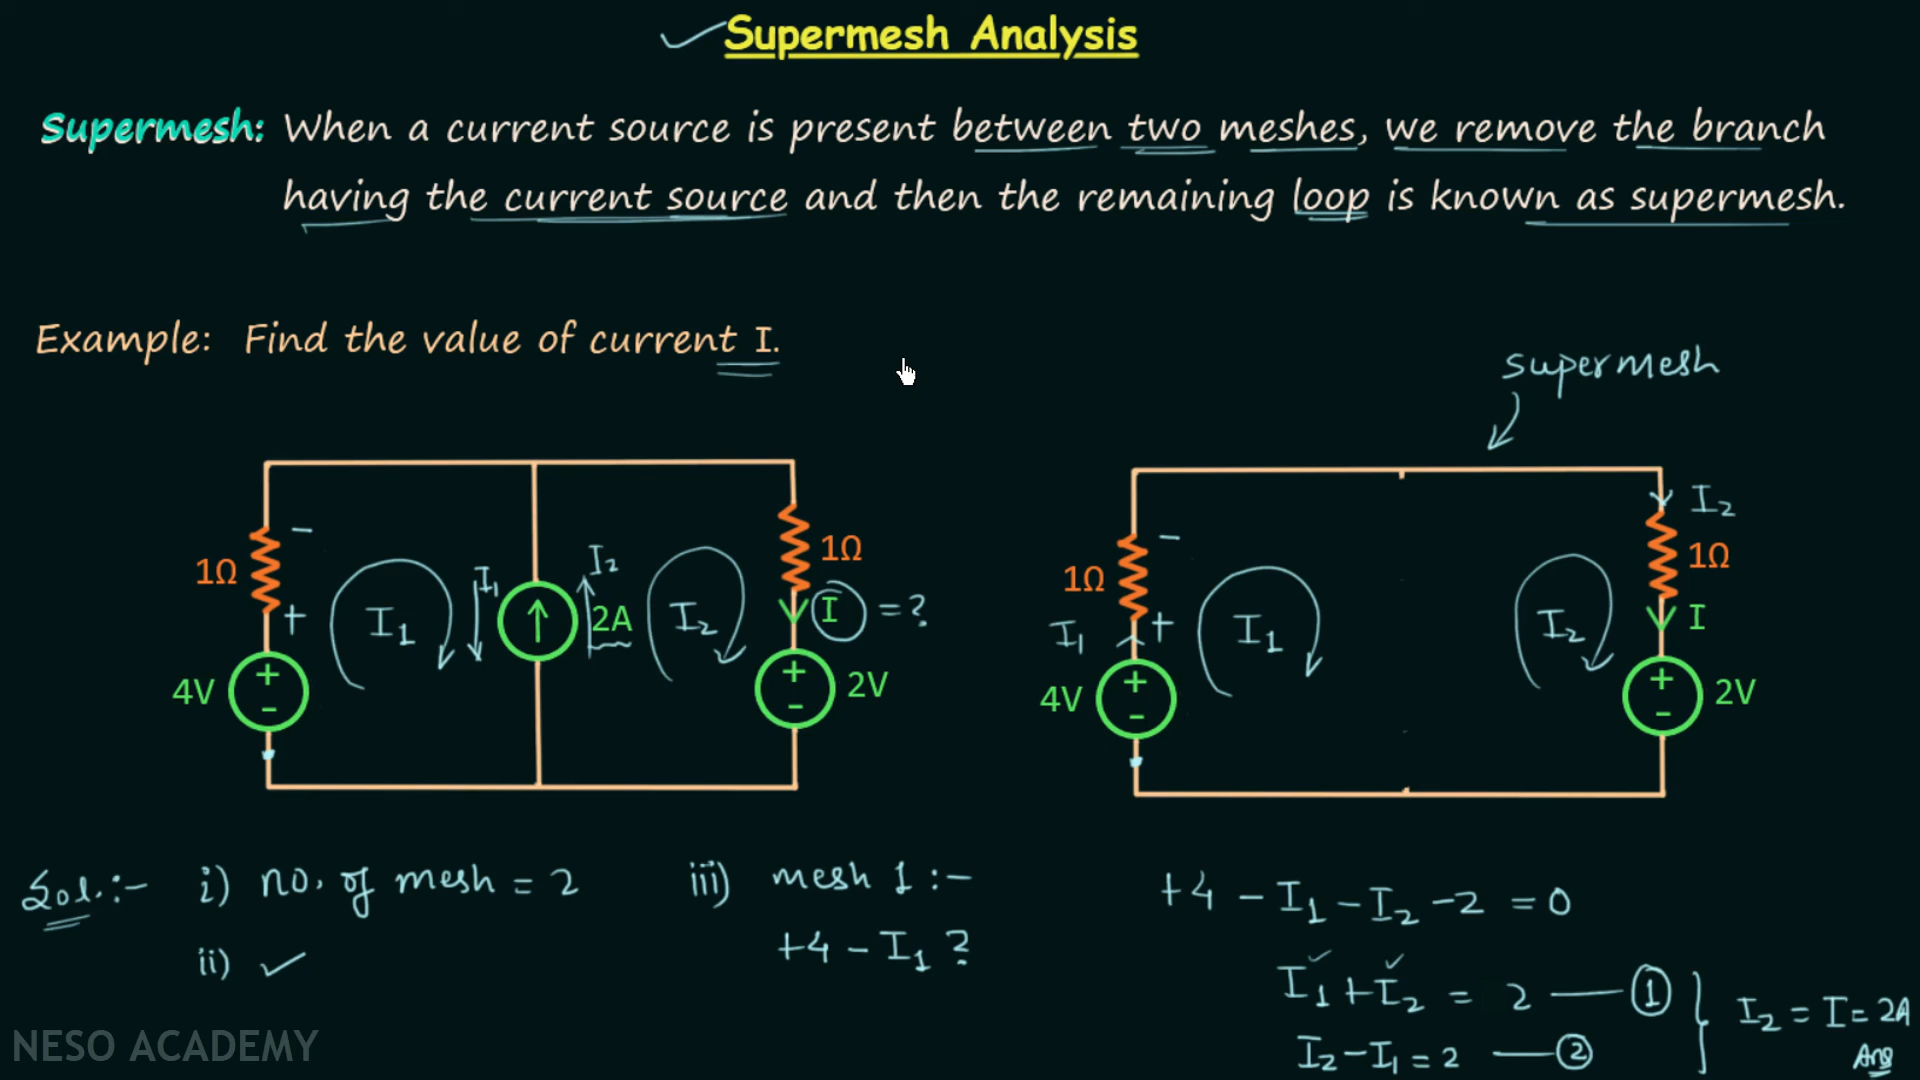 Supermesh Analysis
Supermesh: When a current source is present between two meshes, we remove the branch
having the current source and then the remaining loop is known as supermesh.
Example: Find the value of current I.
supermesh
1Ω
-
+
I₁
I₁
I₂
2A
I₂
1Ω
I = ?
4V
+
-
+
-
2V
1Ω
-
+
I₁
I₁
I₂
I₂
1Ω
I
4V
+
-
+
-
2V
Sol.:- i) no. of mesh = 2
ii)
iii) mesh 1 :-
+4 - I₁ ?
+4 - I₁ - I₂ - 2 = 0
I₁ + I₂ = 2 — ①
I₂ - I₁ = 2 — ②
I₂ = I = 2A
Ans
NESO ACADEMY